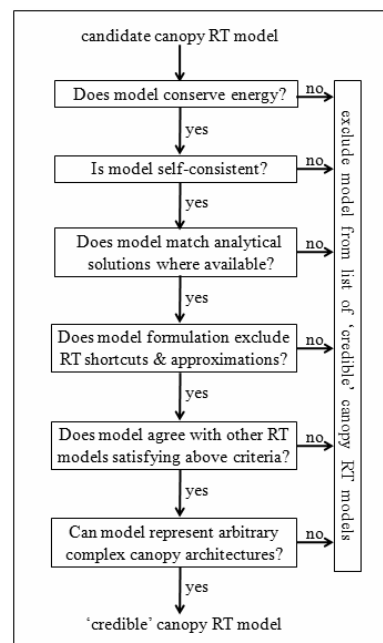 candidate canopy RT model
Does model conserve energy?
no
yes
Is model self-consistent?
no
yes
Does model match analytical
solutions where available?
no
yes
Does model formulation exclude
RT shortcuts & approximations?
no
yes
Does model agree with other RT
models satisfying above criteria?
no
yes
Can model represent arbitrary
complex canopy architectures?
no
yes
'credible' canopy RT model
exclude model from list of 'credible' canopy RT models